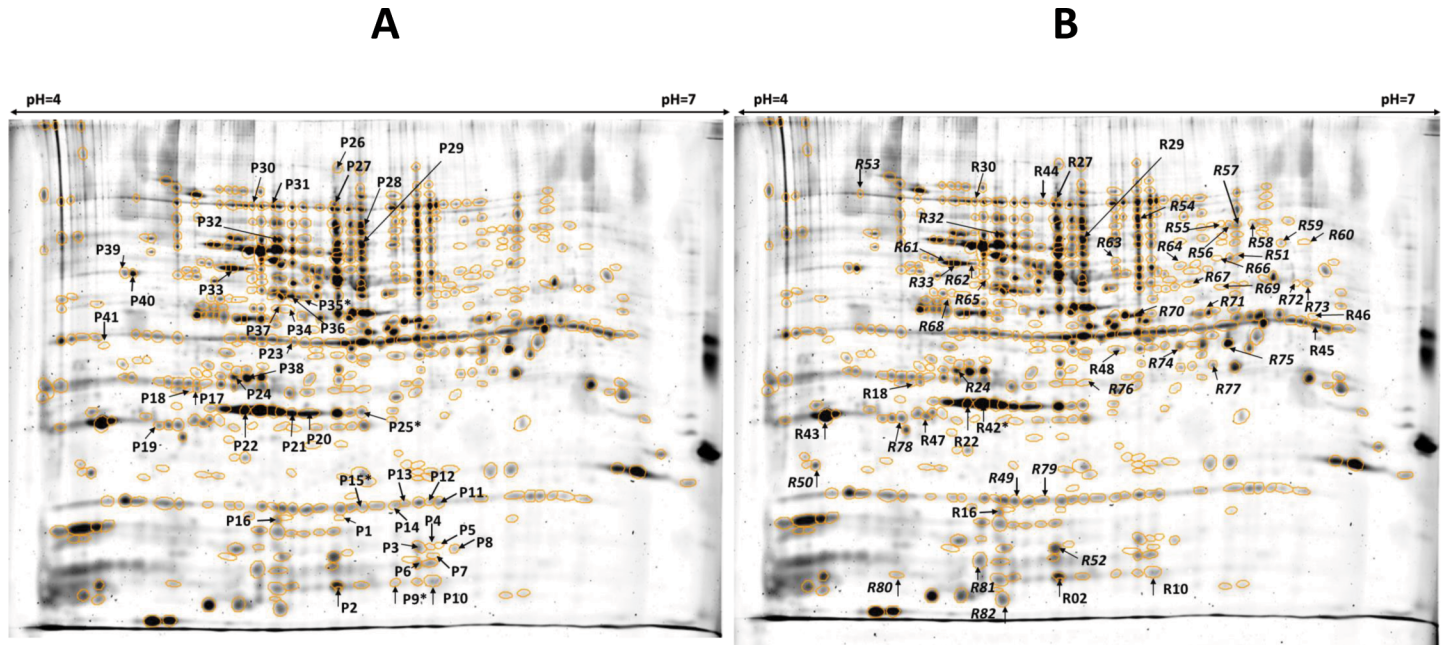 A B
pH=4 pH=7 pH=4 pH=7
P26
P27
P29
P30
P31
P28
P32
P39
P40
P33
P35*
P36
P37
P34
P41
P23
P38
P24
P18
P17
P19
P22
P21
P20
P25*
P15*
P13
P12
P11
P16
P1
P14
P4
P5
P3
P8
P6
P7
P2
P9*
P10
R53
R30
R44
R27
R29
R57
R32
R54
R55
R56
R58
R59
R60
R61
R63
R64
R51
R66
R33
R62
R65
R67
R69
R72
R73
R68
R70
R71
R46
R45
R48
R74
R75
R76
R77
R18
R24
R43
R78
R47
R22
R42*
R50
R49
R79
R16
R52
R80
R81
R02
R10
R82